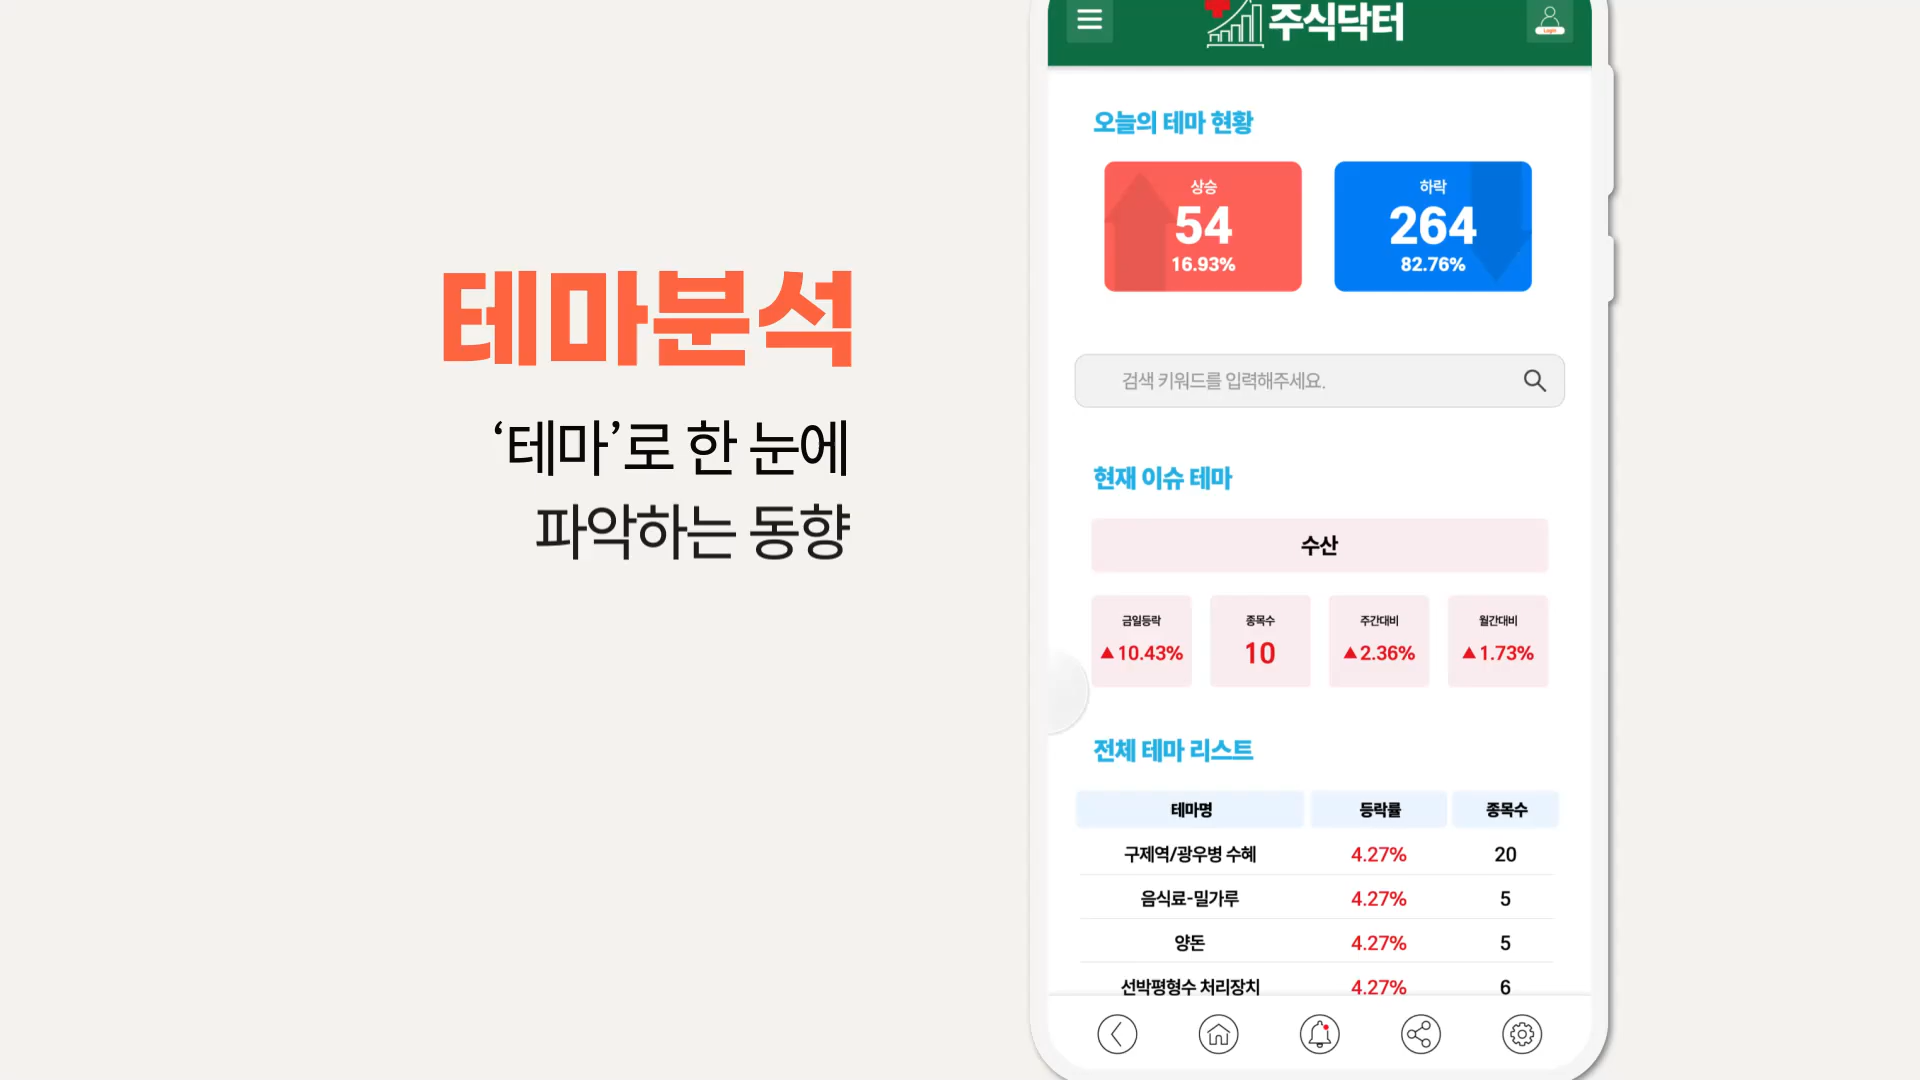 테마분석
‘테마’로 한 눈에
파악하는 동향
주식닥터
Login
오늘의 테마 현황
상승
54
16.93%
하락
264
82.76%
검색 키워드를 입력해주세요.
현재 이슈 테마
수산
금일등락
▲10.43%
종목수
10
주간대비
▲2.36%
월간대비
▲1.73%
전체 테마 리스트
테마명 등락률 종목수
구제역/광우병 수혜 4.27% 20
음식료-밀가루 4.27% 5
양돈 4.27% 5
선박평형수 처리장치 4.27% 6